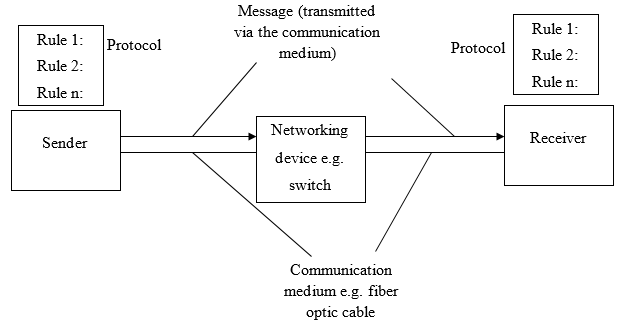 Message (transmitted
via the communication
medium)
Rule 1:
Rule 2:
Rule n:
Protocol
Protocol
Rule 1:
Rule 2:
Rule n:
Sender
Networking
device e.g.
switch
Receiver
Communication
medium e.g. fiber
optic cable